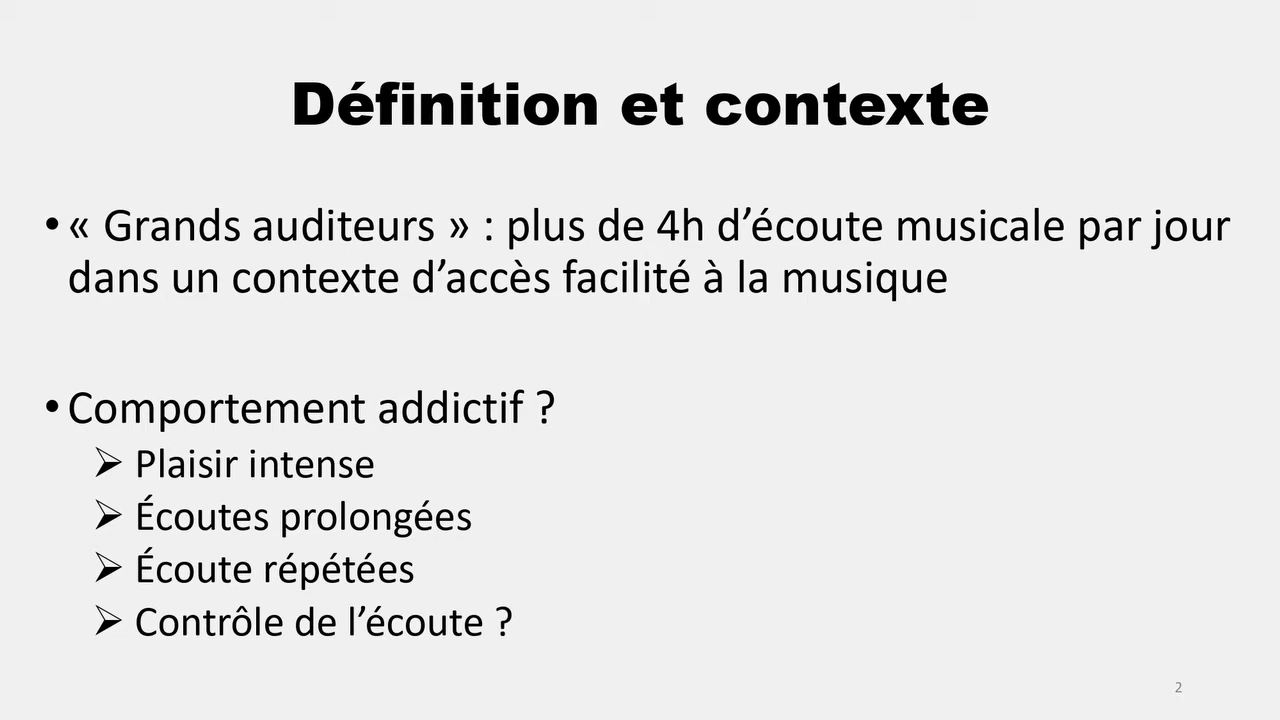 Définition et contexte
• « Grands auditeurs » : plus de 4h d’écoute musicale par jour
dans un contexte d’accès facilité à la musique
• Comportement addictif ?
➢ Plaisir intense
➢ Écoutes prolongées
➢ Écoute répétées
➢ Contrôle de l’écoute ?
2